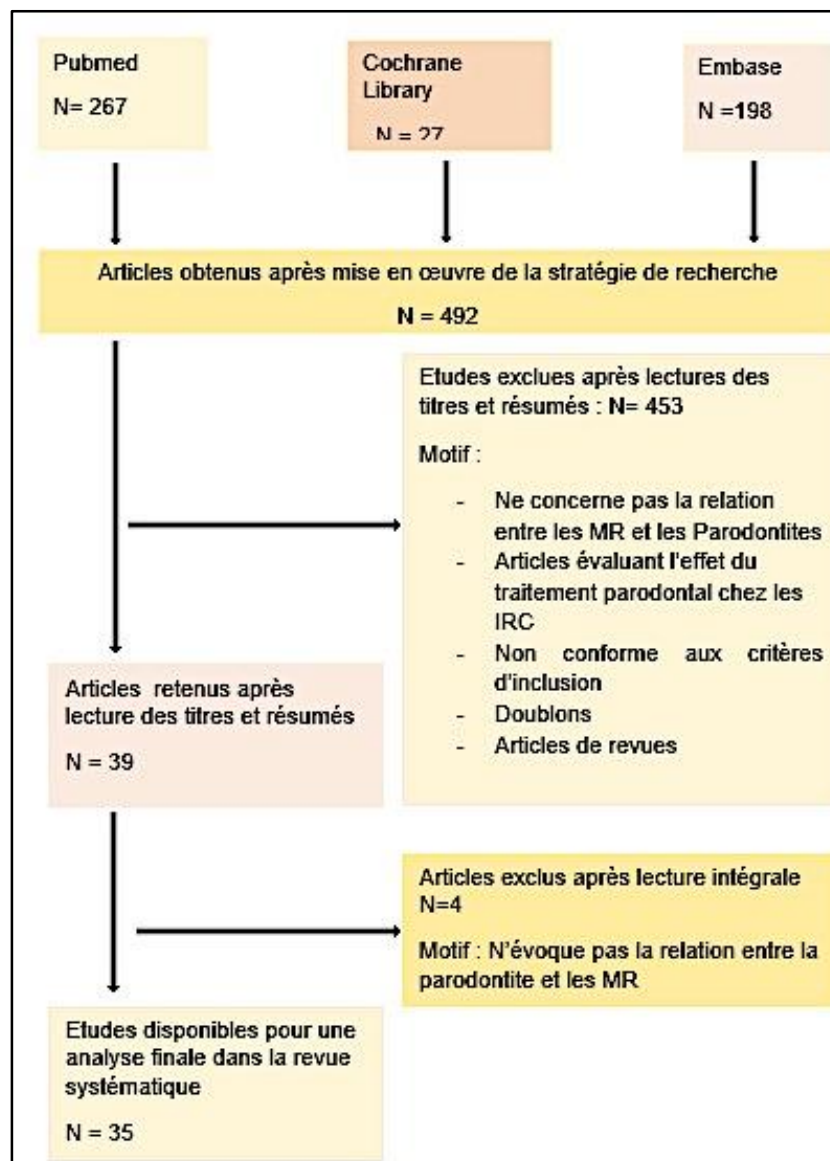 Pubmed
N= 267
Cochrane
Library
N = 27
Embase
N =198
Articles obtenus après mise en œuvre de la stratégie de recherche
N = 492
Etudes exclues après lectures des
titres et résumés : N= 453
Motif :
- Ne concerne pas la relation
entre les MR et les Parodontites
- Articles évaluant l'effet du
traitement parodontal chez les
IRC
- Non conforme aux critères
d'inclusion
- Doublons
- Articles de revues
Articles retenus après
lecture des titres et résumés
N = 39
Articles exclus après lecture intégrale
N=4
Motif : N'évoque pas la relation entre la
parodontite et les MR
Etudes disponibles pour une
analyse finale dans la revue
systématique
N = 35